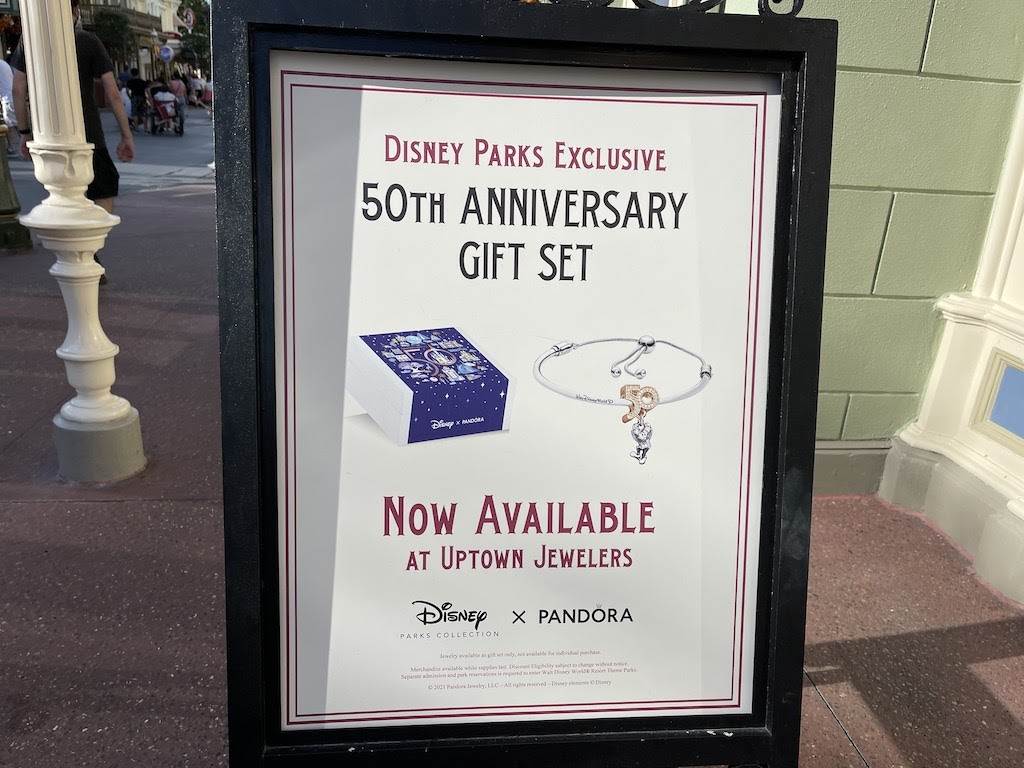 DISNEY PARKS EXCLUSIVE
50TH ANNIVERSARY
GIFT SET
Disney × PANDORA
Walt Disney World
50
NOW AVAILABLE
AT UPTOWN JEWELERS
Disney × PANDORA
PARKS COLLECTION
Jewelry available as gift set only, not available for individual purchase.
Merchandise available while supplies last. Discount Eligibility subject to change without notice.
Separate admission and park reservations is required to enter Walt Disney World® Resort Theme Parks.
© 2021 Pandora Jewelry, LLC – All rights reserved – Disney elements © Disney